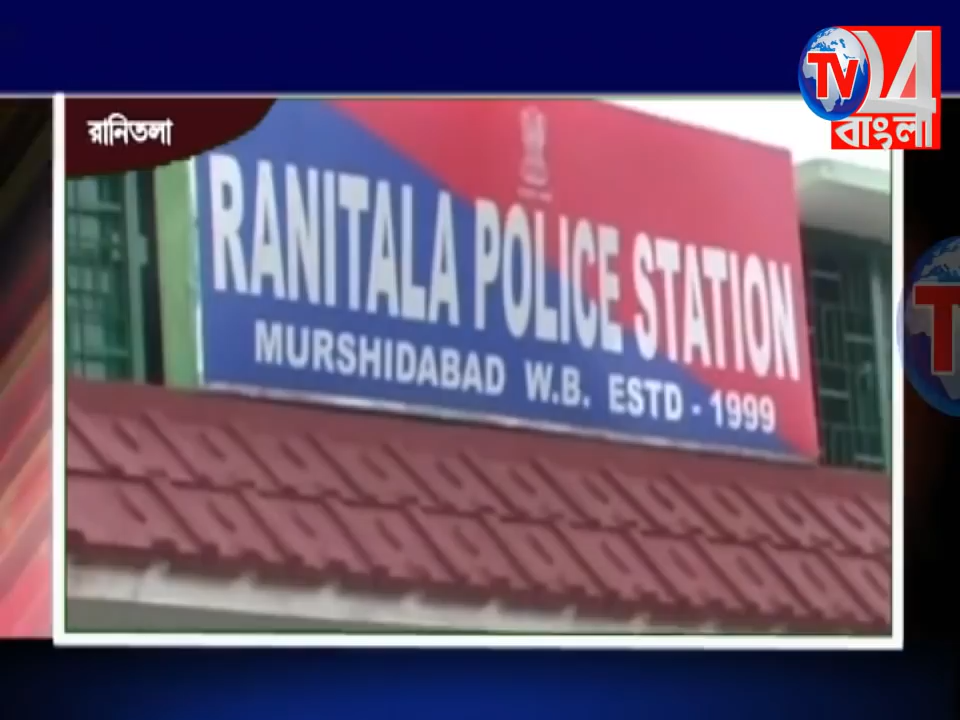 TV
24
বাংলা
রানিতলা
RANITALA POLICE STATION
MURSHIDABAD W.B. ESTD - 1999
T